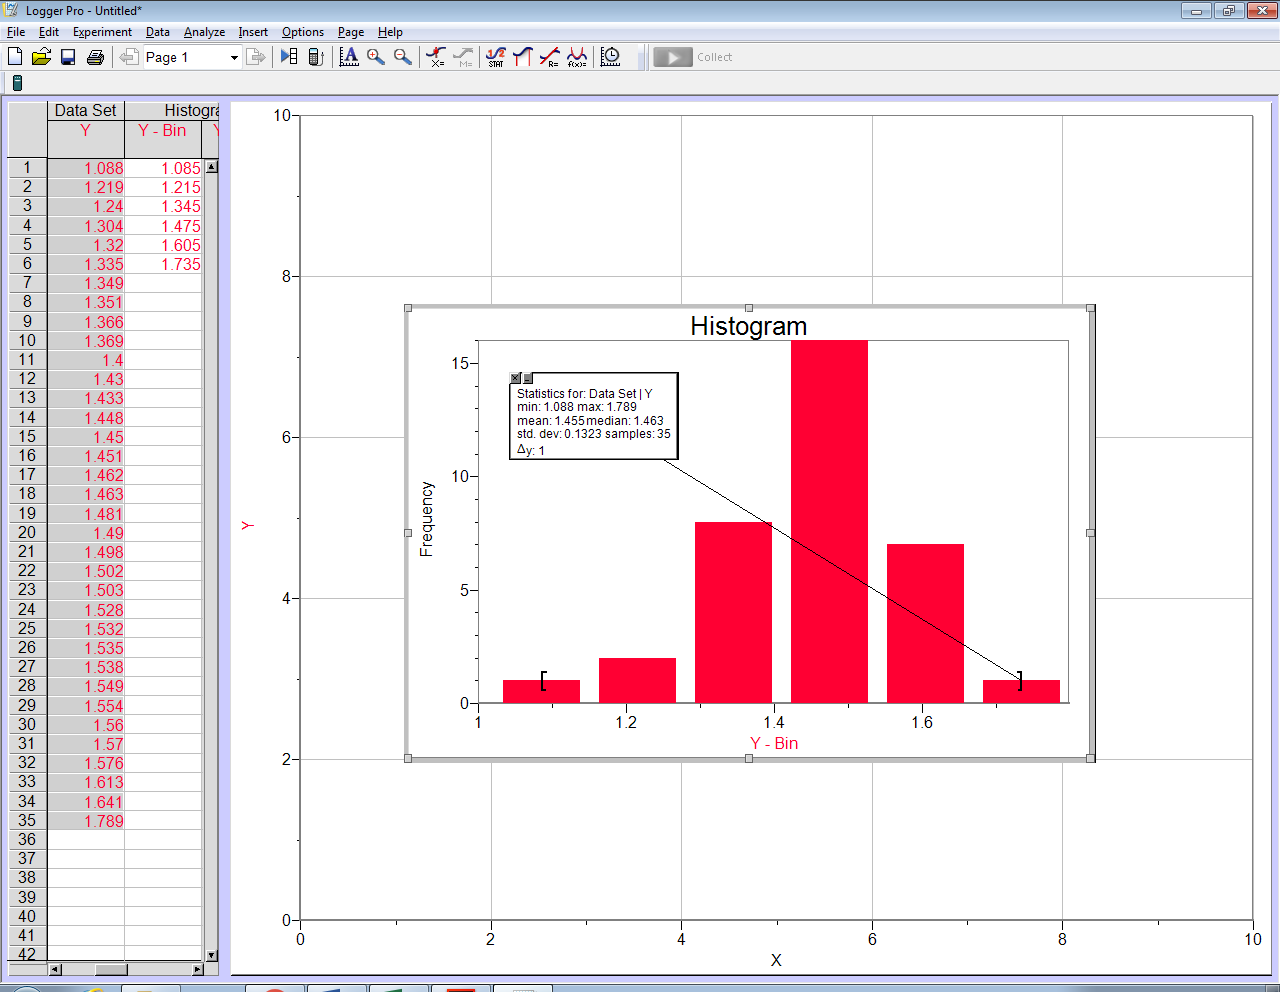 Logger Pro - Untitled*
File Edit Experiment Data Analyze Insert Options Page Help
Page 1
X=
M=
STAT
R=
f(x)=
Collect
Data Set Histogra
Y Y - Bin Y
1 1.088 1.085
2 1.219 1.215
3 1.24 1.345
4 1.304 1.475
5 1.32 1.605
6 1.335 1.735
7 1.349
8 1.351
9 1.366
10 1.369
11 1.4
12 1.43
13 1.433
14 1.448
15 1.45
16 1.451
17 1.462
18 1.463
19 1.481
20 1.49
21 1.498
22 1.502
23 1.503
24 1.528
25 1.532
26 1.535
27 1.538
28 1.549
29 1.554
30 1.56
31 1.57
32 1.576
33 1.613
34 1.641
35 1.789
36
37
38
39
40
41
42
10
8
6
4
2
0
Y
0 2 4 6 8 10
X
Histogram
15
10
5
0
Frequency
Statistics for: Data Set | Y
min: 1.088 max: 1.789
mean: 1.455 median: 1.463
std. dev: 0.1323 samples: 35
Δy: 1
1 1.2 1.4 1.6
Y - Bin